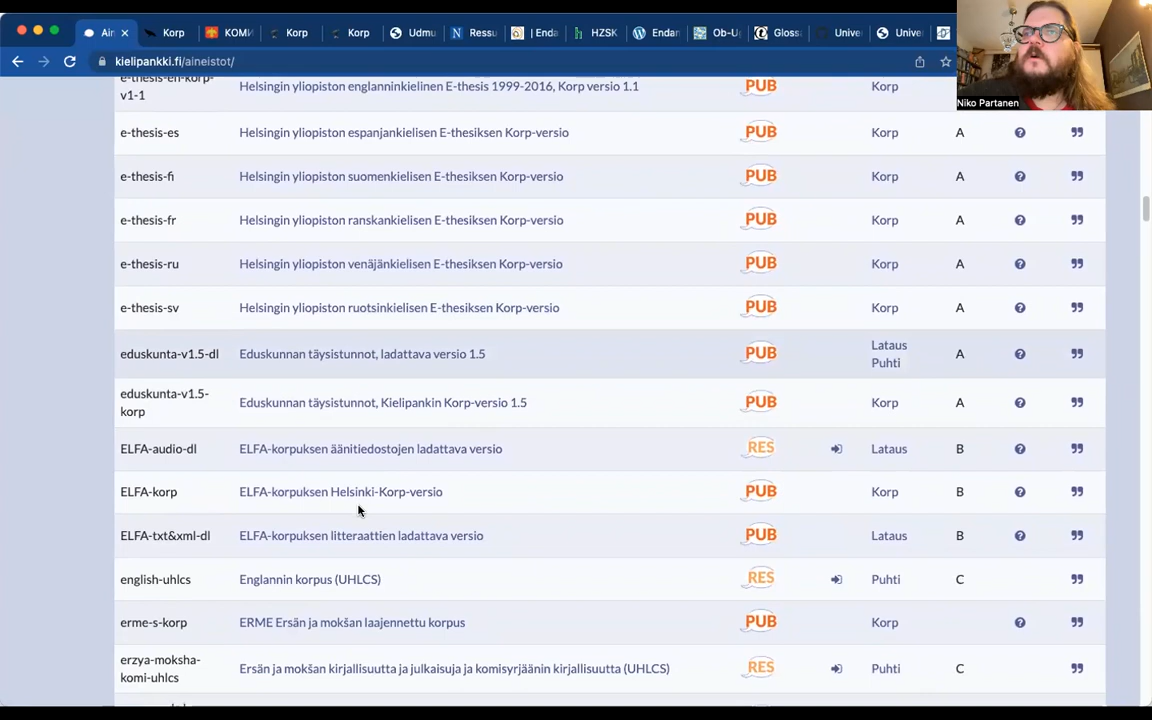 Ain
Korp
КОМИ
Korp
Korp
Udmu
Ressu
| Enda
HZSK
Endan
Ob-Ug
Gloss
Unive
Unive
kielipankki.fi/aineistot/
Niko Partanen
e-thesis-en-korp-
v1-1
Helsingin yliopiston englanninkielinen E-thesis 1999-2016, Korp versio 1.1
PUB
Korp
e-thesis-es
Helsingin yliopiston espanjankielisen E-thesiksen Korp-versio
PUB
Korp
A
e-thesis-fi
Helsingin yliopiston suomenkielisen E-thesiksen Korp-versio
PUB
Korp
A
e-thesis-fr
Helsingin yliopiston ranskankielisen E-thesiksen Korp-versio
PUB
Korp
A
e-thesis-ru
Helsingin yliopiston venäjänkielisen E-thesiksen Korp-versio
PUB
Korp
A
e-thesis-sv
Helsingin yliopiston ruotsinkielisen E-thesiksen Korp-versio
PUB
Korp
A
eduskunta-v1.5-dl
Eduskunnan täysistunnot, ladattava versio 1.5
PUB
Lataus
Puhti
A
eduskunta-v1.5-
korp
Eduskunnan täysistunnot, Kielipankin Korp-versio 1.5
PUB
Korp
A
ELFA-audio-dl
ELFA-korpuksen äänitiedostojen ladattava versio
RES
Lataus
B
ELFA-korp
ELFA-korpuksen Helsinki-Korp-versio
PUB
Korp
B
ELFA-txt&xml-dl
ELFA-korpuksen litteraattien ladattava versio
PUB
Lataus
B
english-uhlcs
Englannin korpus (UHLCS)
RES
Puhti
C
erme-s-korp
ERME Ersän ja mokšan laajennettu korpus
PUB
Korp
erzya-moksha-
komi-uhlcs
Ersän ja mokšan kirjallisuutta ja julkaisuja ja komisyrjäänin kirjallisuutta (UHLCS)
RES
Puhti
C